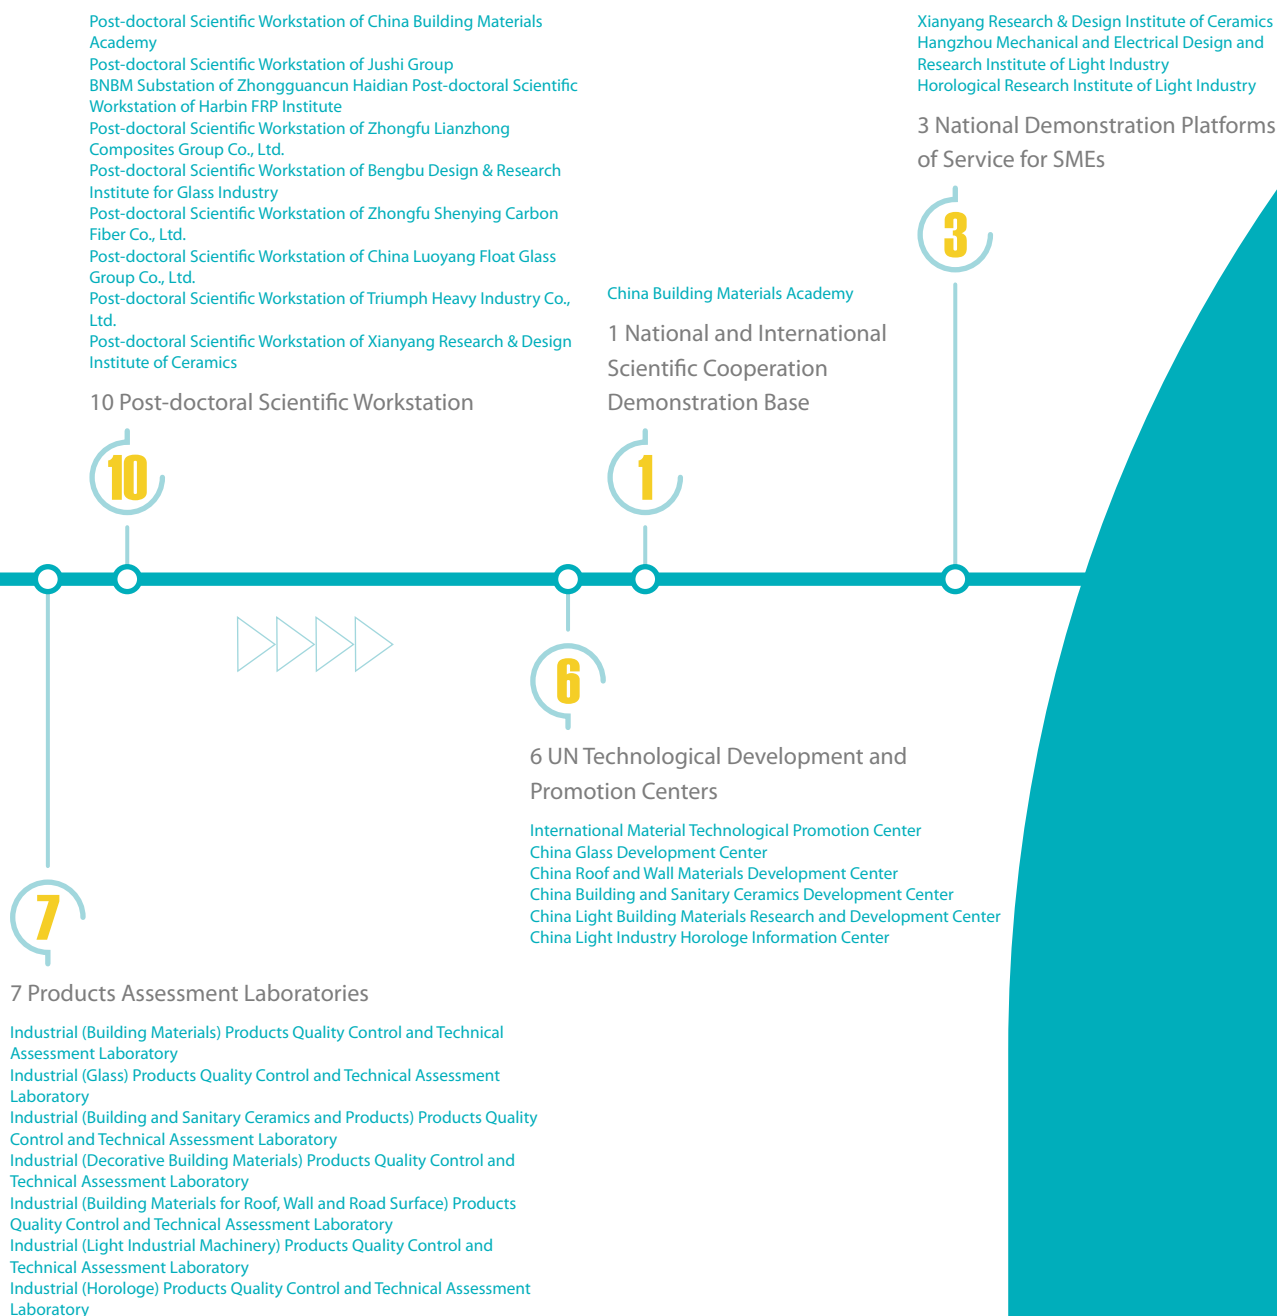 Post-doctoral Scientific Workstation of China Building Materials
Academy
Post-doctoral Scientific Workstation of Jushi Group
BNBM Substation of Zhongguancun Haidian Post-doctoral Scientific
Workstation of Harbin FRP Institute
Post-doctoral Scientific Workstation of Zhongfu Lianzhong
Composites Group Co., Ltd.
Post-doctoral Scientific Workstation of Bengbu Design & Research
Institute for Glass Industry
Post-doctoral Scientific Workstation of Zhongfu Shenying Carbon
Fiber Co., Ltd.
Post-doctoral Scientific Workstation of China Luoyang Float Glass
Group Co., Ltd.
Post-doctoral Scientific Workstation of Triumph Heavy Industry Co.,
Ltd.
Post-doctoral Scientific Workstation of Xianyang Research & Design
Institute of Ceramics
10 Post-doctoral Scientific Workstation
10
China Building Materials Academy
1 National and International
Scientific Cooperation
Demonstration Base
1
Xianyang Research & Design Institute of Ceramics
Hangzhou Mechanical and Electrical Design and
Research Institute of Light Industry
Horological Research Institute of Light Industry
3 National Demonstration Platforms
of Service for SMEs
3
6
6 UN Technological Development and
Promotion Centers
International Material Technological Promotion Center
China Glass Development Center
China Roof and Wall Materials Development Center
China Building and Sanitary Ceramics Development Center
China Light Building Materials Research and Development Center
China Light Industry Horologe Information Center
7
7 Products Assessment Laboratories
Industrial (Building Materials) Products Quality Control and Technical
Assessment Laboratory
Industrial (Glass) Products Quality Control and Technical Assessment
Laboratory
Industrial (Building and Sanitary Ceramics and Products) Products Quality
Control and Technical Assessment Laboratory
Industrial (Decorative Building Materials) Products Quality Control and
Technical Assessment Laboratory
Industrial (Building Materials for Roof, Wall and Road Surface) Products
Quality Control and Technical Assessment Laboratory
Industrial (Light Industrial Machinery) Products Quality Control and
Technical Assessment Laboratory
Industrial (Horologe) Products Quality Control and Technical Assessment
Laboratory